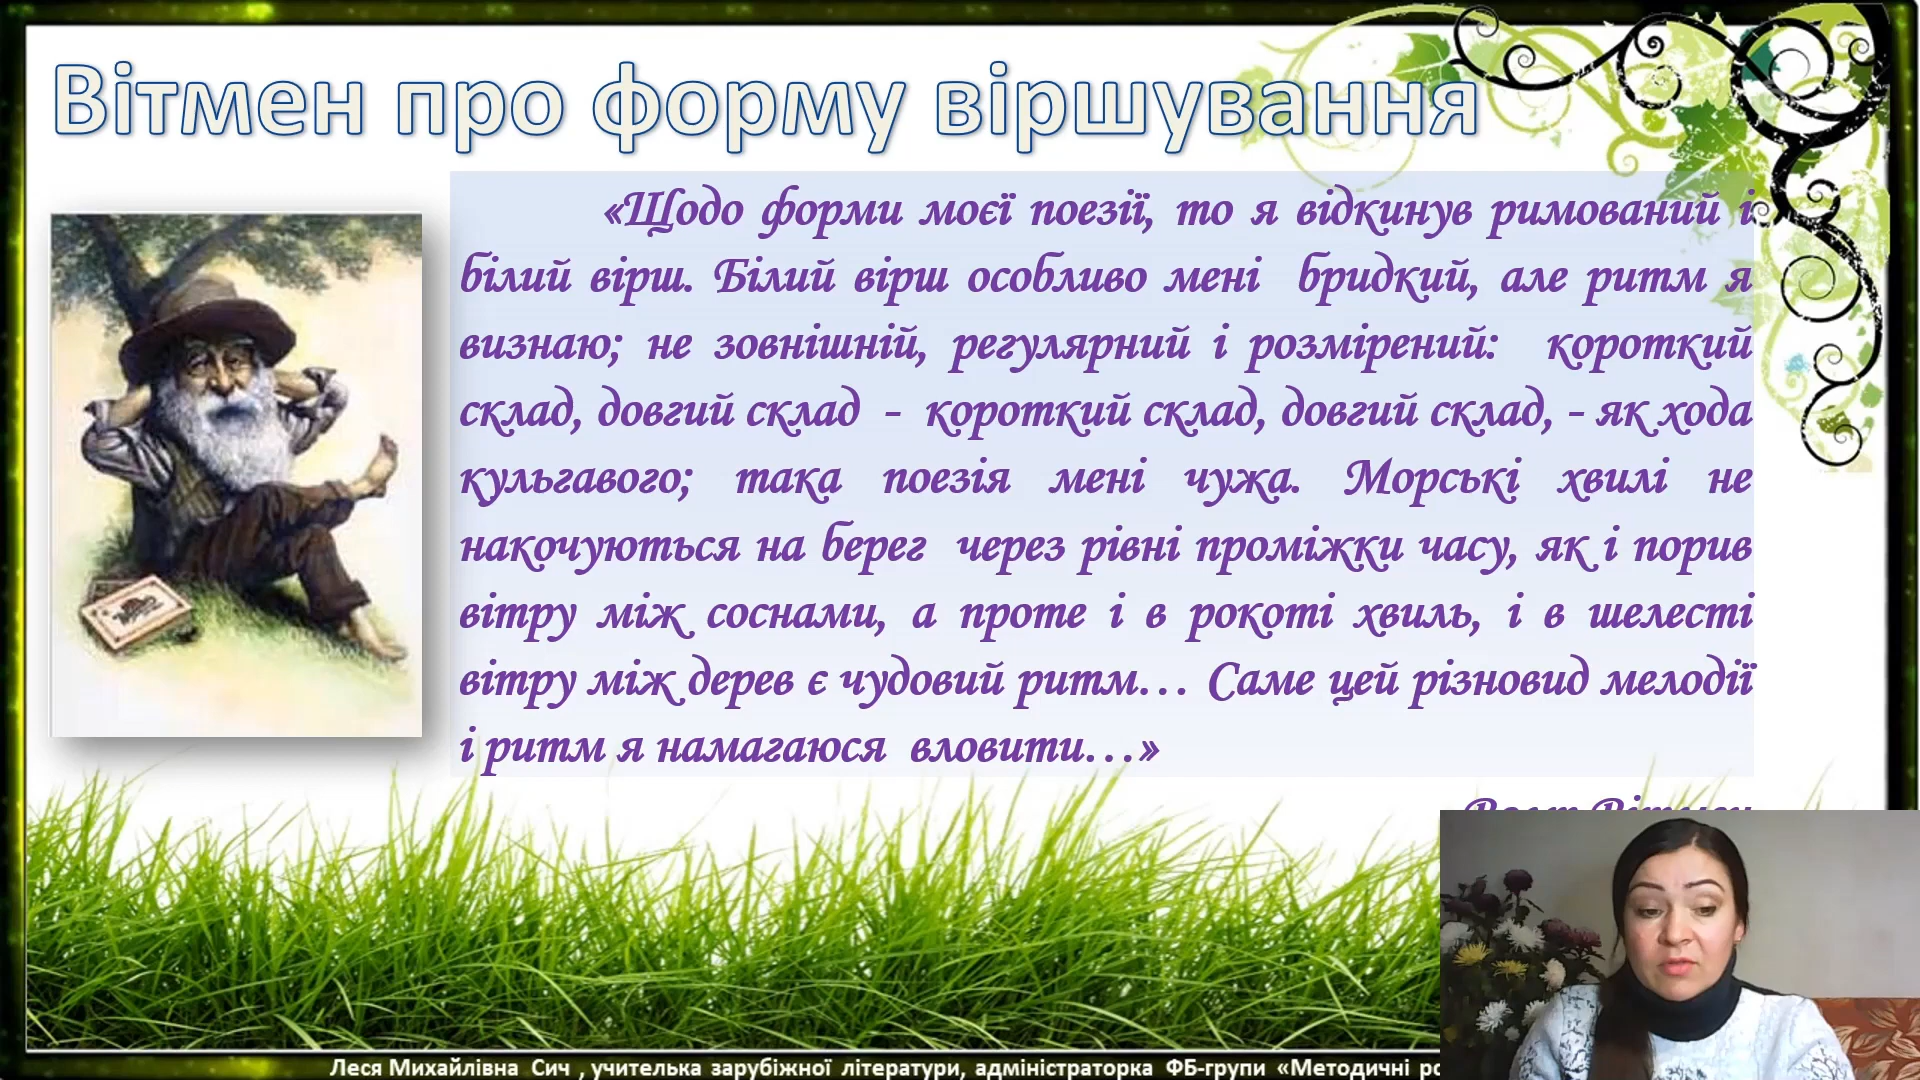 Вітмен про форму віршування
«Щодо форми моєї поезії, то я відкинув римований і
білий вірш. Білий вірш особливо мені бридкий, але ритм я
визнаю; не зовнішній, регулярний і розмірений: короткий
склад, довгий склад - короткий склад, довгий склад, - як хода
кульгавого; така поезія мені чужа. Морські хвилі не
накочуються на берег через рівні проміжки часу, як і порив
вітру між соснами, а проте і в рокоті хвиль, і в шелесті
вітру між дерев є чудовий ритм… Саме цей різновид мелодії
і ритм я намагаюся вловити…»
Леся Михайлівна Сич , учителька зарубіжної літератури, адміністраторка ФБ-групи «Методичні